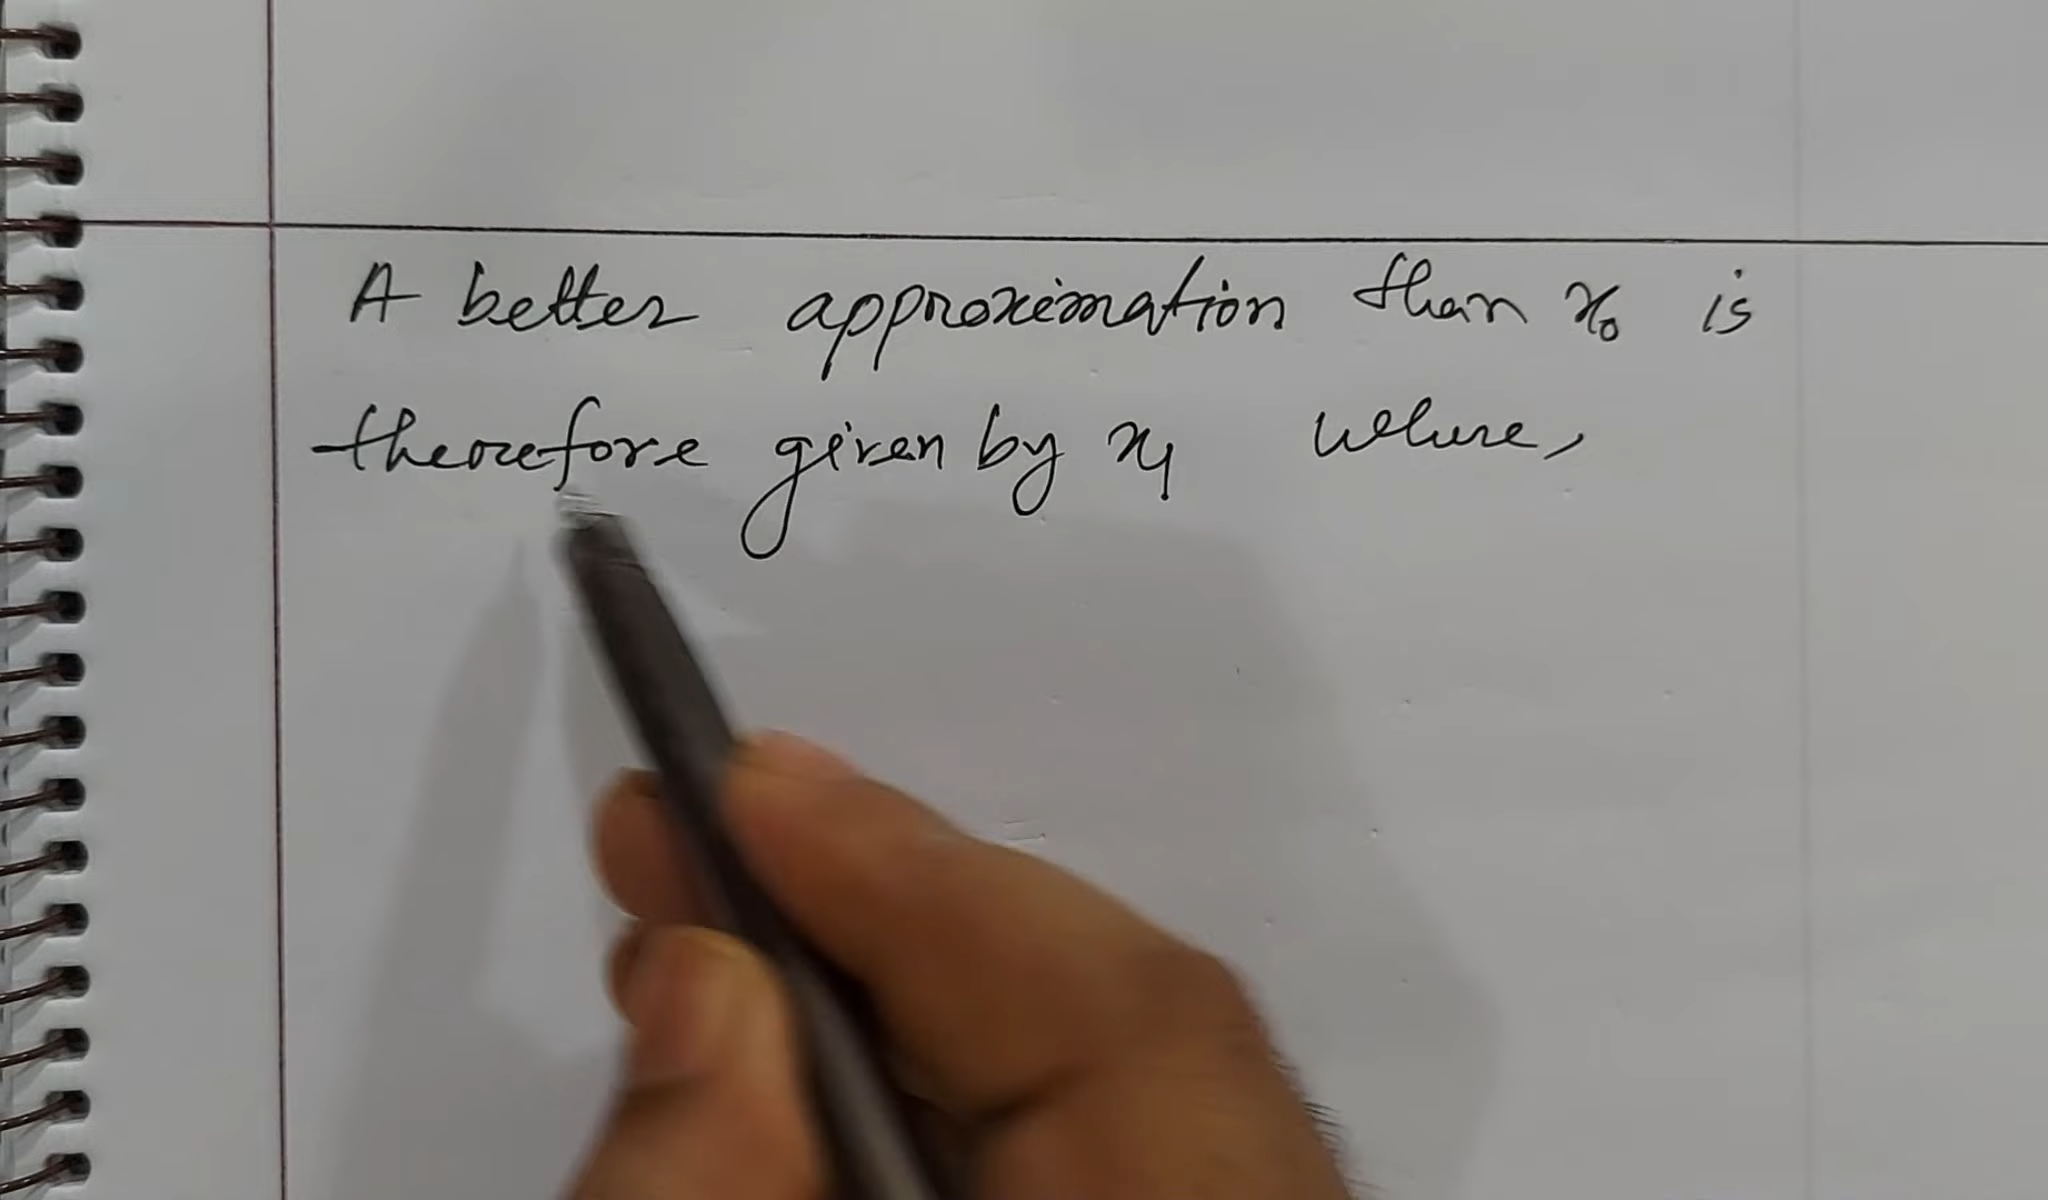 A better approximation than x₀ is
therefore given by x₁ where,